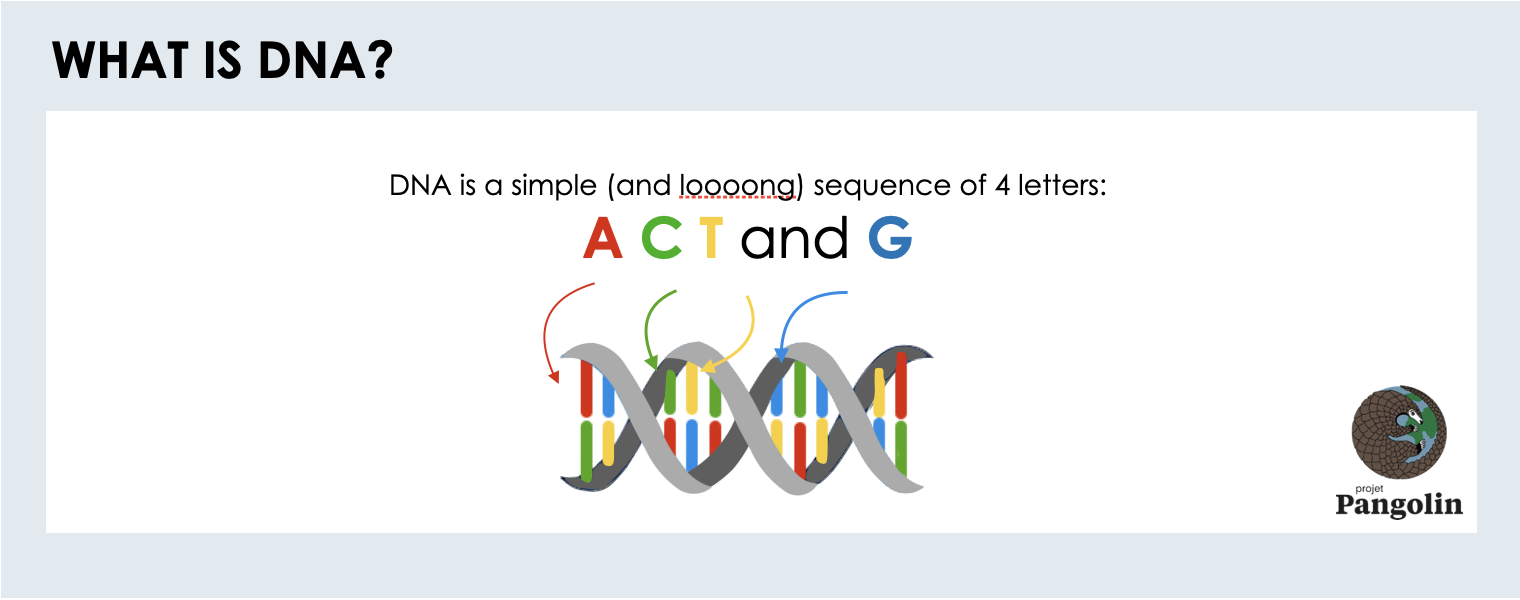 WHAT IS DNA?
DNA is a simple (and loooong) sequence of 4 letters:
A C T and G
projet
Pangolin